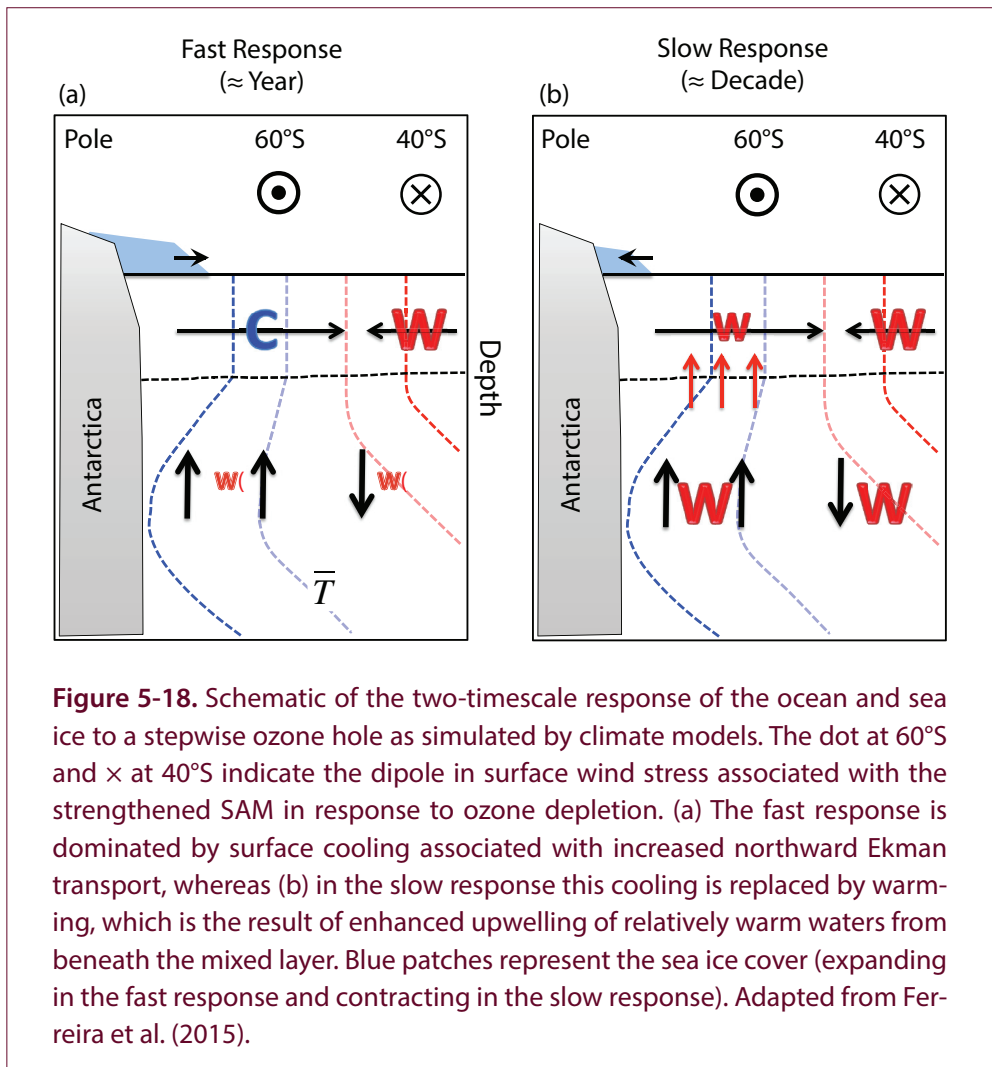 Fast Response
(≈ Year)
Slow Response
(≈ Decade)
(a)
(b)
Pole 60°S 40°S
Pole 60°S 40°S
C W
W W
Depth
Antarctica
Antarctica
W( W(
W W
T̅
Figure 5-18. Schematic of the two-timescale response of the ocean and sea
ice to a stepwise ozone hole as simulated by climate models. The dot at 60°S
and × at 40°S indicate the dipole in surface wind stress associated with the
strengthened SAM in response to ozone depletion. (a) The fast response is
dominated by surface cooling associated with increased northward Ekman
transport, whereas (b) in the slow response this cooling is replaced by warm-
ing, which is the result of enhanced upwelling of relatively warm waters from
beneath the mixed layer. Blue patches represent the sea ice cover (expanding
in the fast response and contracting in the slow response). Adapted from Fer-
reira et al. (2015).